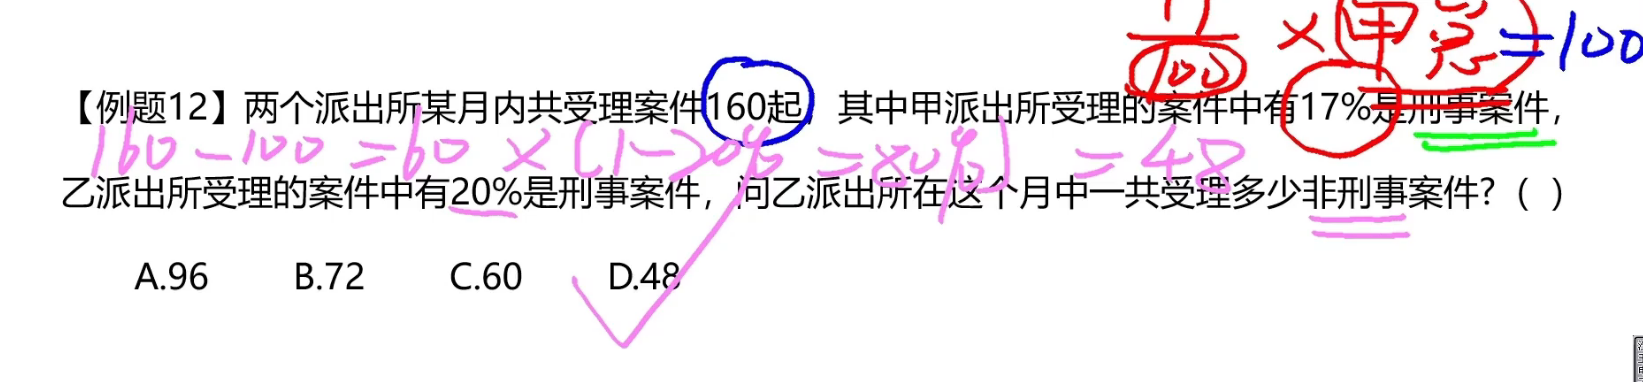 17/100 × 甲总 = 100
【例题12】两个派出所某月内共受理案件160起，其中甲派出所受理的案件中有17%是刑事案件，
160-100=60×(1-20%=80%)=48
乙派出所受理的案件中有20%是刑事案件，问乙派出所在这个月中一共受理多少非刑事案件?（ ）
A.96 B.72 C.60 D.48